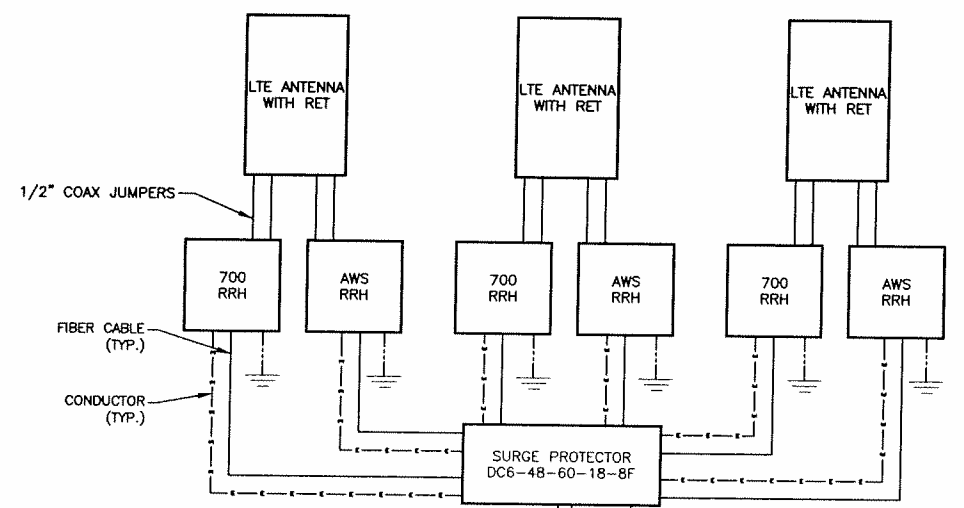 LTE ANTENNA
WITH RET
LTE ANTENNA
WITH RET
LTE ANTENNA
WITH RET
1/2" COAX JUMPERS
700
RRH
AWS
RRH
700
RRH
AWS
RRH
700
RRH
AWS
RRH
FIBER CABLE
(TYP.)
CONDUCTOR
(TYP.)
SURGE PROTECTOR
DC6-48-60-18-8F